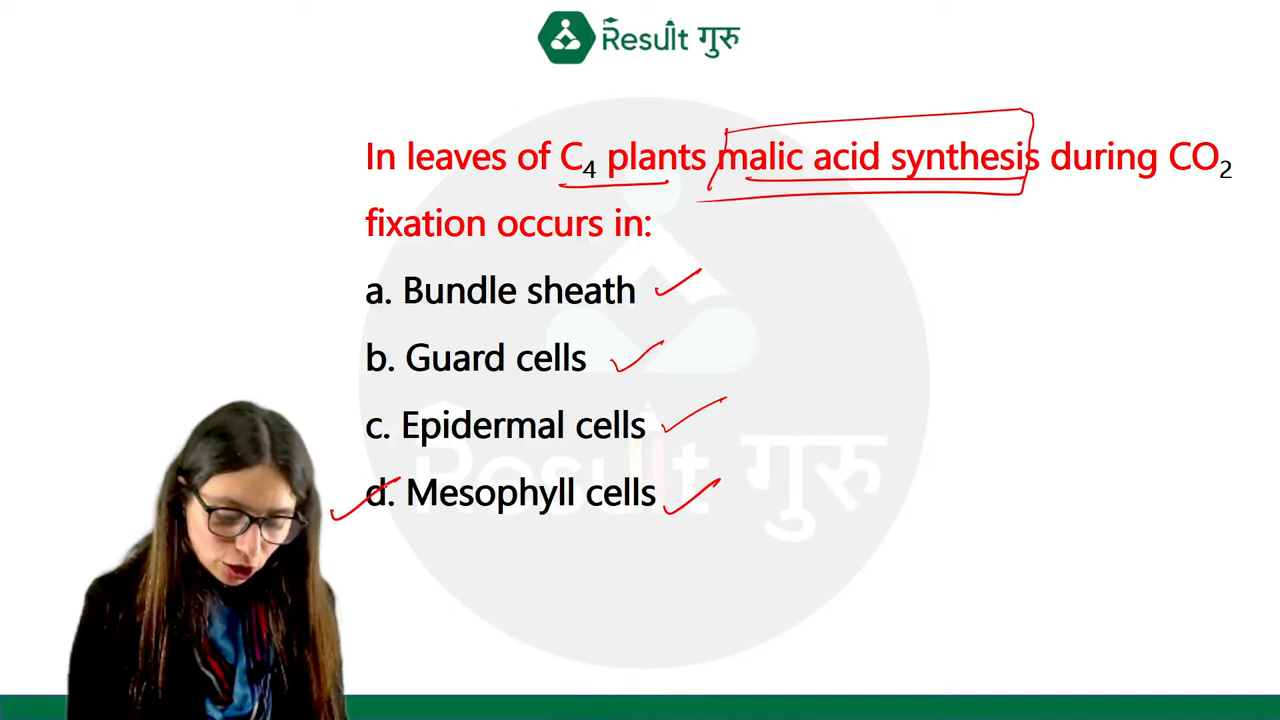 Result गुरु
In leaves of C₄ plants malic acid synthesis during CO₂
fixation occurs in:
a. Bundle sheath
b. Guard cells
c. Epidermal cells
d. Mesophyll cells
Result गुरु